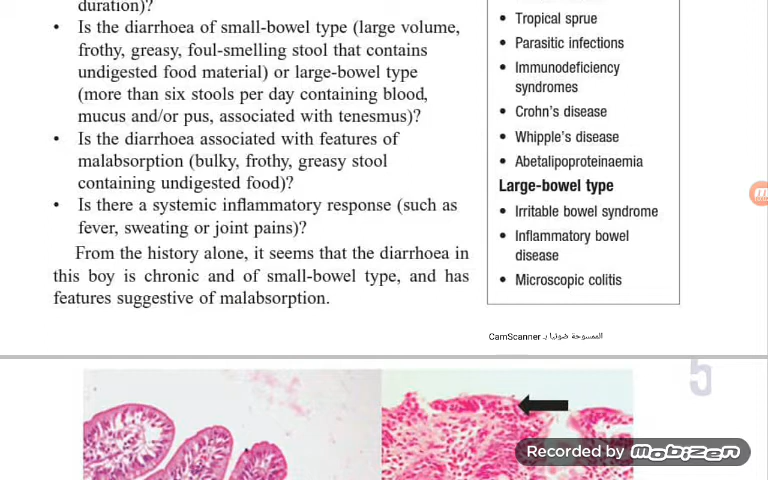 duration)?
• Is the diarrhoea of small-bowel type (large volume,
frothy, greasy, foul-smelling stool that contains
undigested food material) or large-bowel type
(more than six stools per day containing blood,
mucus and/or pus, associated with tenesmus)?
• Is the diarrhoea associated with features of
malabsorption (bulky, frothy, greasy stool
containing undigested food)?
• Is there a systemic inflammatory response (such as
fever, sweating or joint pains)?
From the history alone, it seems that the diarrhoea in
this boy is chronic and of small-bowel type, and has
features suggestive of malabsorption.
• Tropical sprue
• Parasitic infections
• Immunodeficiency
syndromes
• Crohn's disease
• Whipple's disease
• Abetalipoproteinaemia
Large-bowel type
• Irritable bowel syndrome
• Inflammatory bowel
disease
• Microscopic colitis
الممسوحة ضوئيا بـ CamScanner
5
Recorded by Mobizen